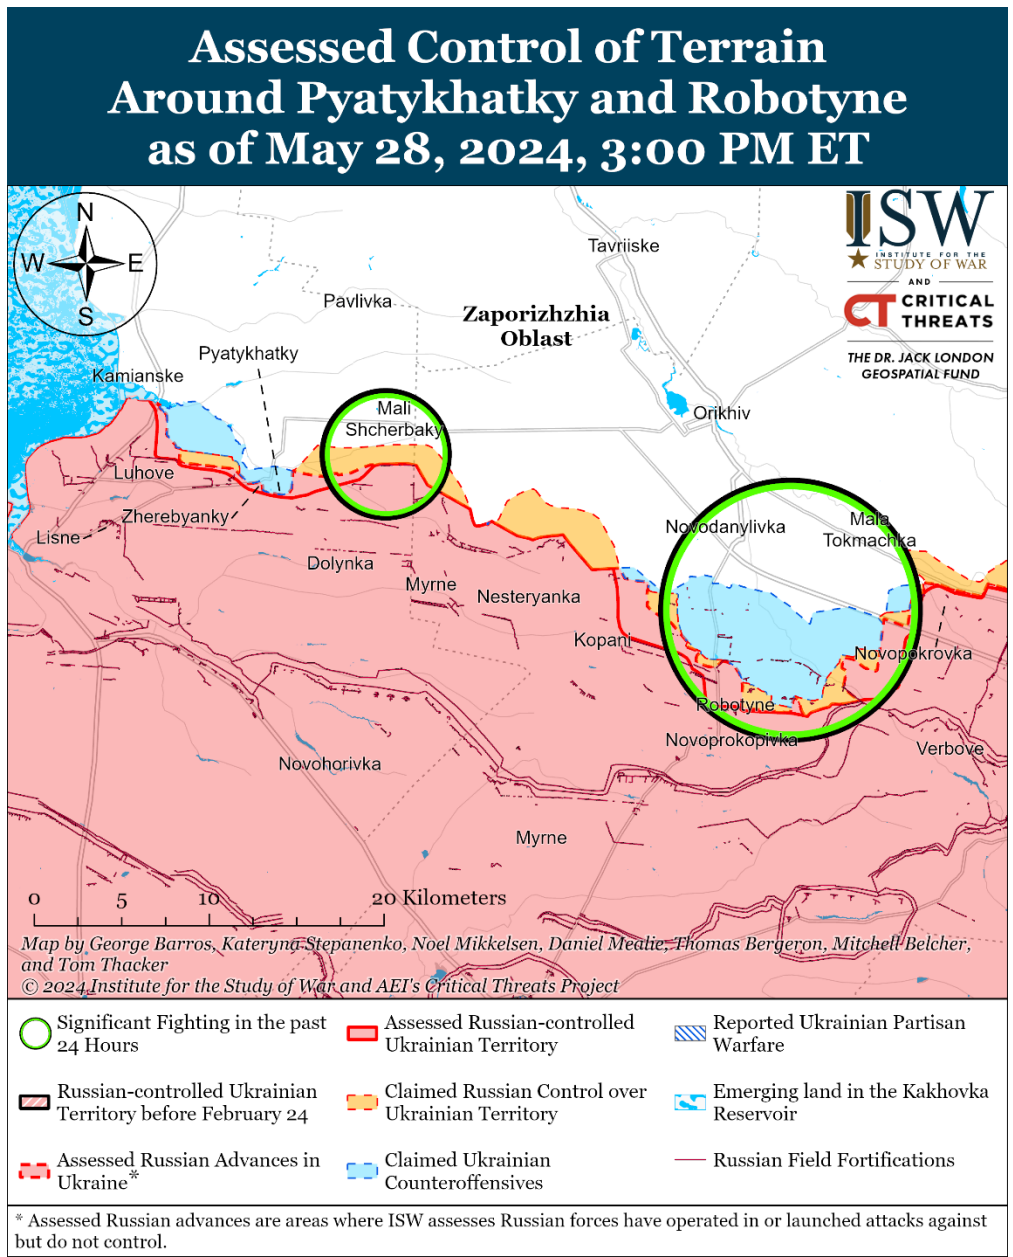 Assessed Control of Terrain
Around Pyatykhatky and Robotyne
as of May 28, 2024, 3:00 PM ET
N
W E
S
ISW
INSTITUTE FOR THE
STUDY OF WAR
AND
CT CRITICAL
THREATS
THE DR. JACK LONDON
GEOSPATIAL FUND
Tavriiske
Pavlivka
Zaporizhzhia
Oblast
Pyatykhatky
Kamianske
Mali
Shcherbaky
Orikhiv
Luhove
Zherebyanky
Lisne
Novodanylivka
Mala
Tokmachka
Dolynka
Myrne
Nesteryanka
Kopani
Novopokrovka
Robotyne
Novoprokopivka
Verbove
Novohorivka
Myrne
0 5 10 20 Kilometers
Map by George Barros, Kateryna Stepanenko, Noel Mikkelsen, Daniel Mealie, Thomas Bergeron, Mitchell Belcher,
and Tom Thacker
© 2024 Institute for the Study of War and AEI's Critical Threats Project
Significant Fighting in the past
24 Hours
Assessed Russian-controlled
Ukrainian Territory
Reported Ukrainian Partisan
Warfare
Russian-controlled Ukrainian
Territory before February 24
Claimed Russian Control over
Ukrainian Territory
Emerging land in the Kakhovka
Reservoir
Assessed Russian Advances in
Ukraine*
Claimed Ukrainian
Counteroffensives
Russian Field Fortifications
* Assessed Russian advances are areas where ISW assesses Russian forces have operated in or launched attacks against
but do not control.